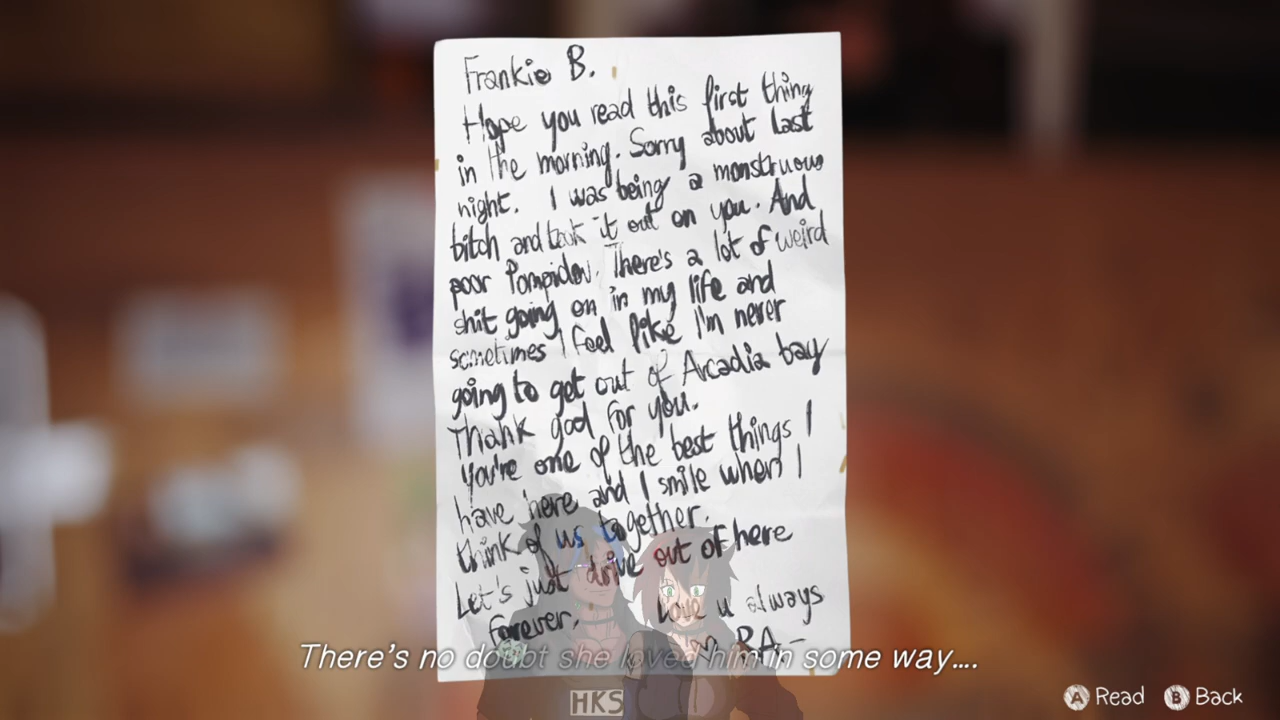 Frankie B.
Hope you read this first thing
in the morning. Sorry about last
night. I was being a monstruous
bitch and took it out on you. And
poor Pompidou. There's a lot of weird
shit going on in my life and
sometimes I feel like I'm never
going to get out of Arcadia bay
Thank god for you.
You're one of the best things I
have here and I smile when I
think of us together.
Let's just drive out of here
forever. Love u always
RA-
There's no doubt she loved him in some way....
HKS
A Read B Back